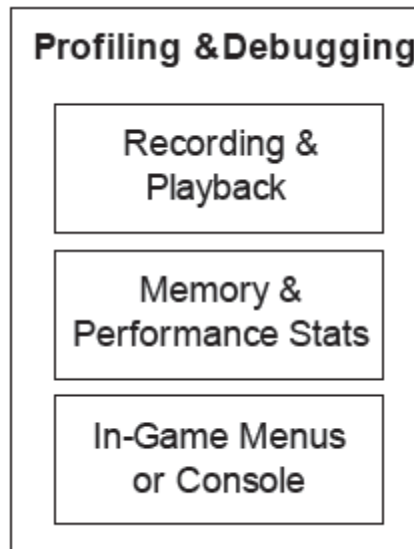 Profiling &Debugging
Recording &
Playback
Memory &
Performance Stats
In-Game Menus
or Console